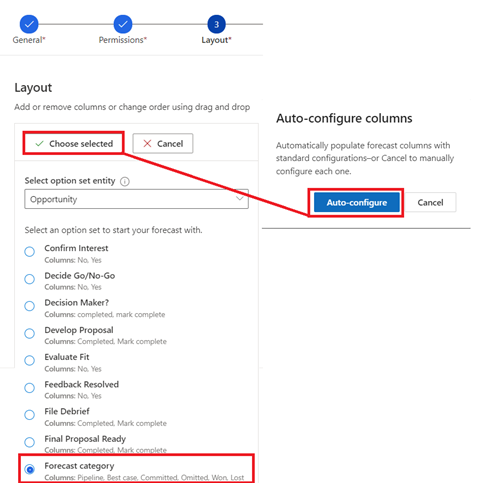 3
General*
Permissions*
Layout*
Layout
Add or remove columns or change order using drag and drop
Choose selected
Cancel
Select option set entity
Opportunity
Select an option set to start your forecast with.
Confirm Interest
Columns: No, Yes
Decide Go/No-Go
Columns: No, Yes
Decision Maker?
Columns: completed, mark complete
Develop Proposal
Columns: Completed, Mark complete
Evaluate Fit
Columns: No, Yes
Feedback Resolved
Columns: No, Yes
File Debrief
Columns: Completed, Mark complete
Final Proposal Ready
Columns: Completed, Mark complete
Forecast category
Columns: Pipeline, Best case, Committed, Omitted, Won, Lost
Auto-configure columns
Automatically populate forecast columns with
standard configurations–or Cancel to manually
configure each one.
Auto-configure
Cancel